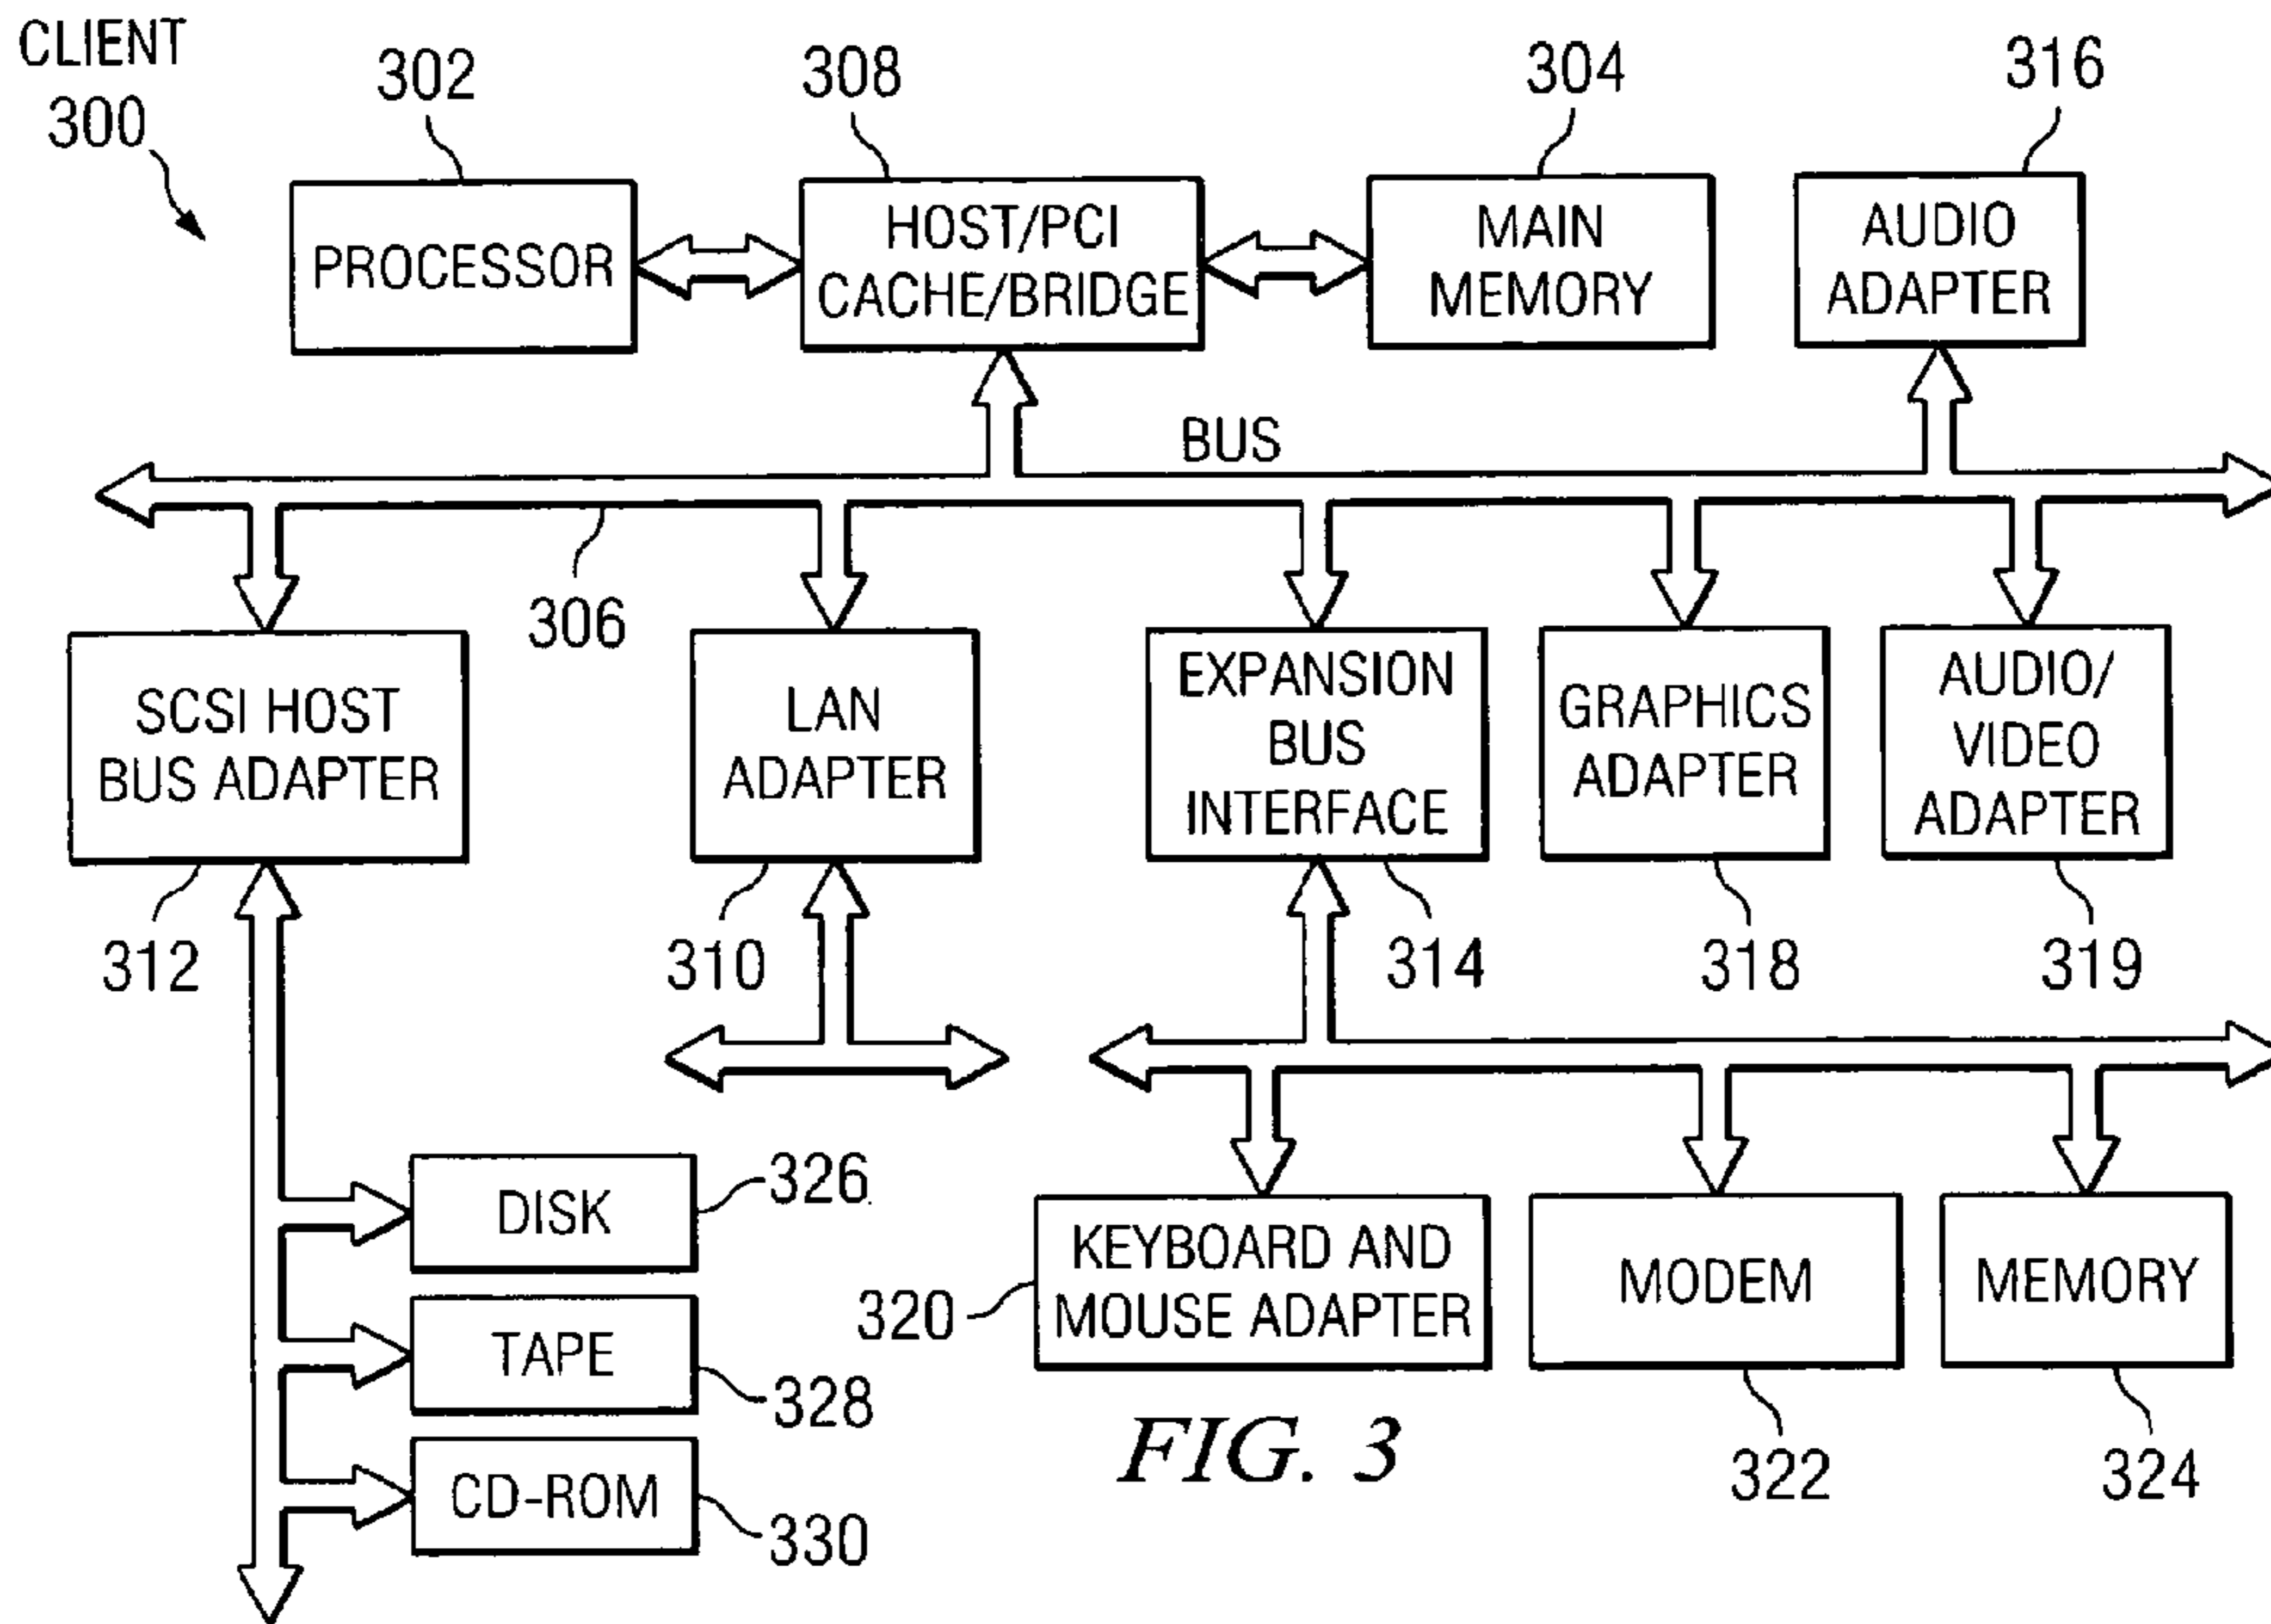 CLIENT
300
302
308
304
316
PROCESSOR
HOST/PCI
CACHE/BRIDGE
MAIN
MEMORY
AUDIO
ADAPTER
BUS
306
SCSI HOST
BUS ADAPTER
LAN
ADAPTER
EXPANSION
BUS
INTERFACE
GRAPHICS
ADAPTER
AUDIO/
VIDEO
ADAPTER
312
310
314
318
319
DISK
326
TAPE
328
CD-ROM
330
320
KEYBOARD AND
MOUSE ADAPTER
MODEM
MEMORY
322
324
FIG. 3